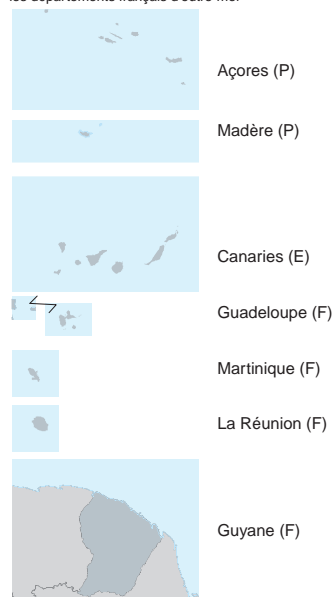 les départements français d'outre-mer
Açores (P)
Madère (P)
Canaries (E)
Guadeloupe (F)
Martinique (F)
La Réunion (F)
Guyane (F)